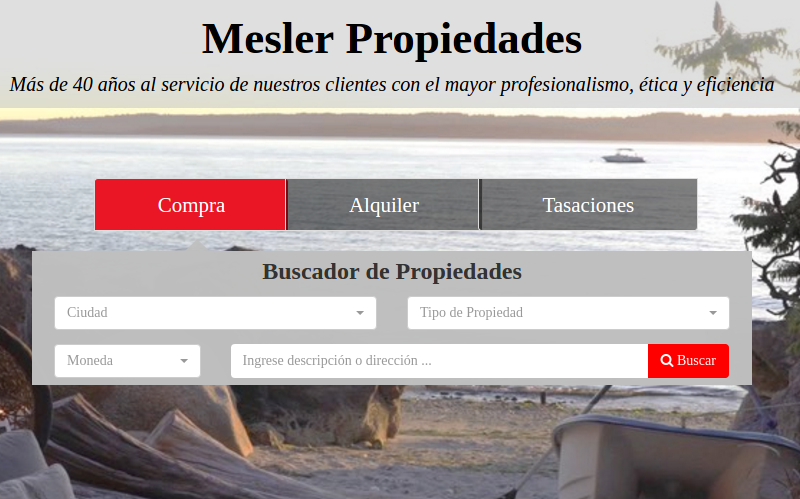 Mesler Propiedades
Más de 40 años al servicio de nuestros clientes con el mayor profesionalismo, ética y eficiencia
Compra Alquiler Tasaciones
Buscador de Propiedades
Ciudad Tipo de Propiedad
Moneda Ingrese descripción o dirección ... Buscar